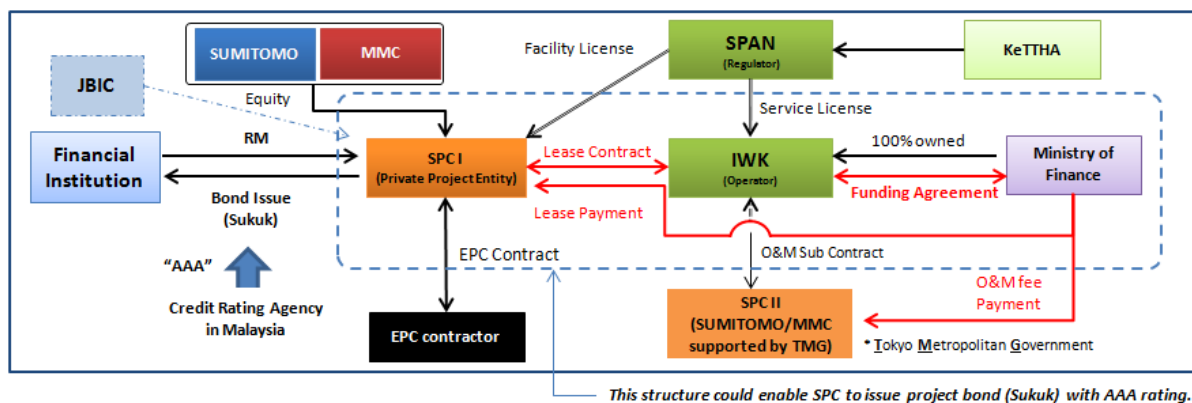 SUMITOMO
MMC
SPAN
(Regulator)
KeTTHA
Facility License
JBIC
Equity
Service License
Financial
Institution
RM
SPC I
(Private Project Entity)
Lease Contract
IWK
(Operator)
100% owned
Ministry of
Finance
Funding Agreement
Bond Issue
(Sukuk)
Lease Payment
"AAA"
EPC Contract
O&M Sub Contract
Credit Rating Agency
in Malaysia
O&M fee
Payment
EPC contractor
SPC II
(SUMITOMO/MMC
supported by TMG)
* Tokyo Metropolitan Government
This structure could enable SPC to issue project bond (Sukuk) with AAA rating.